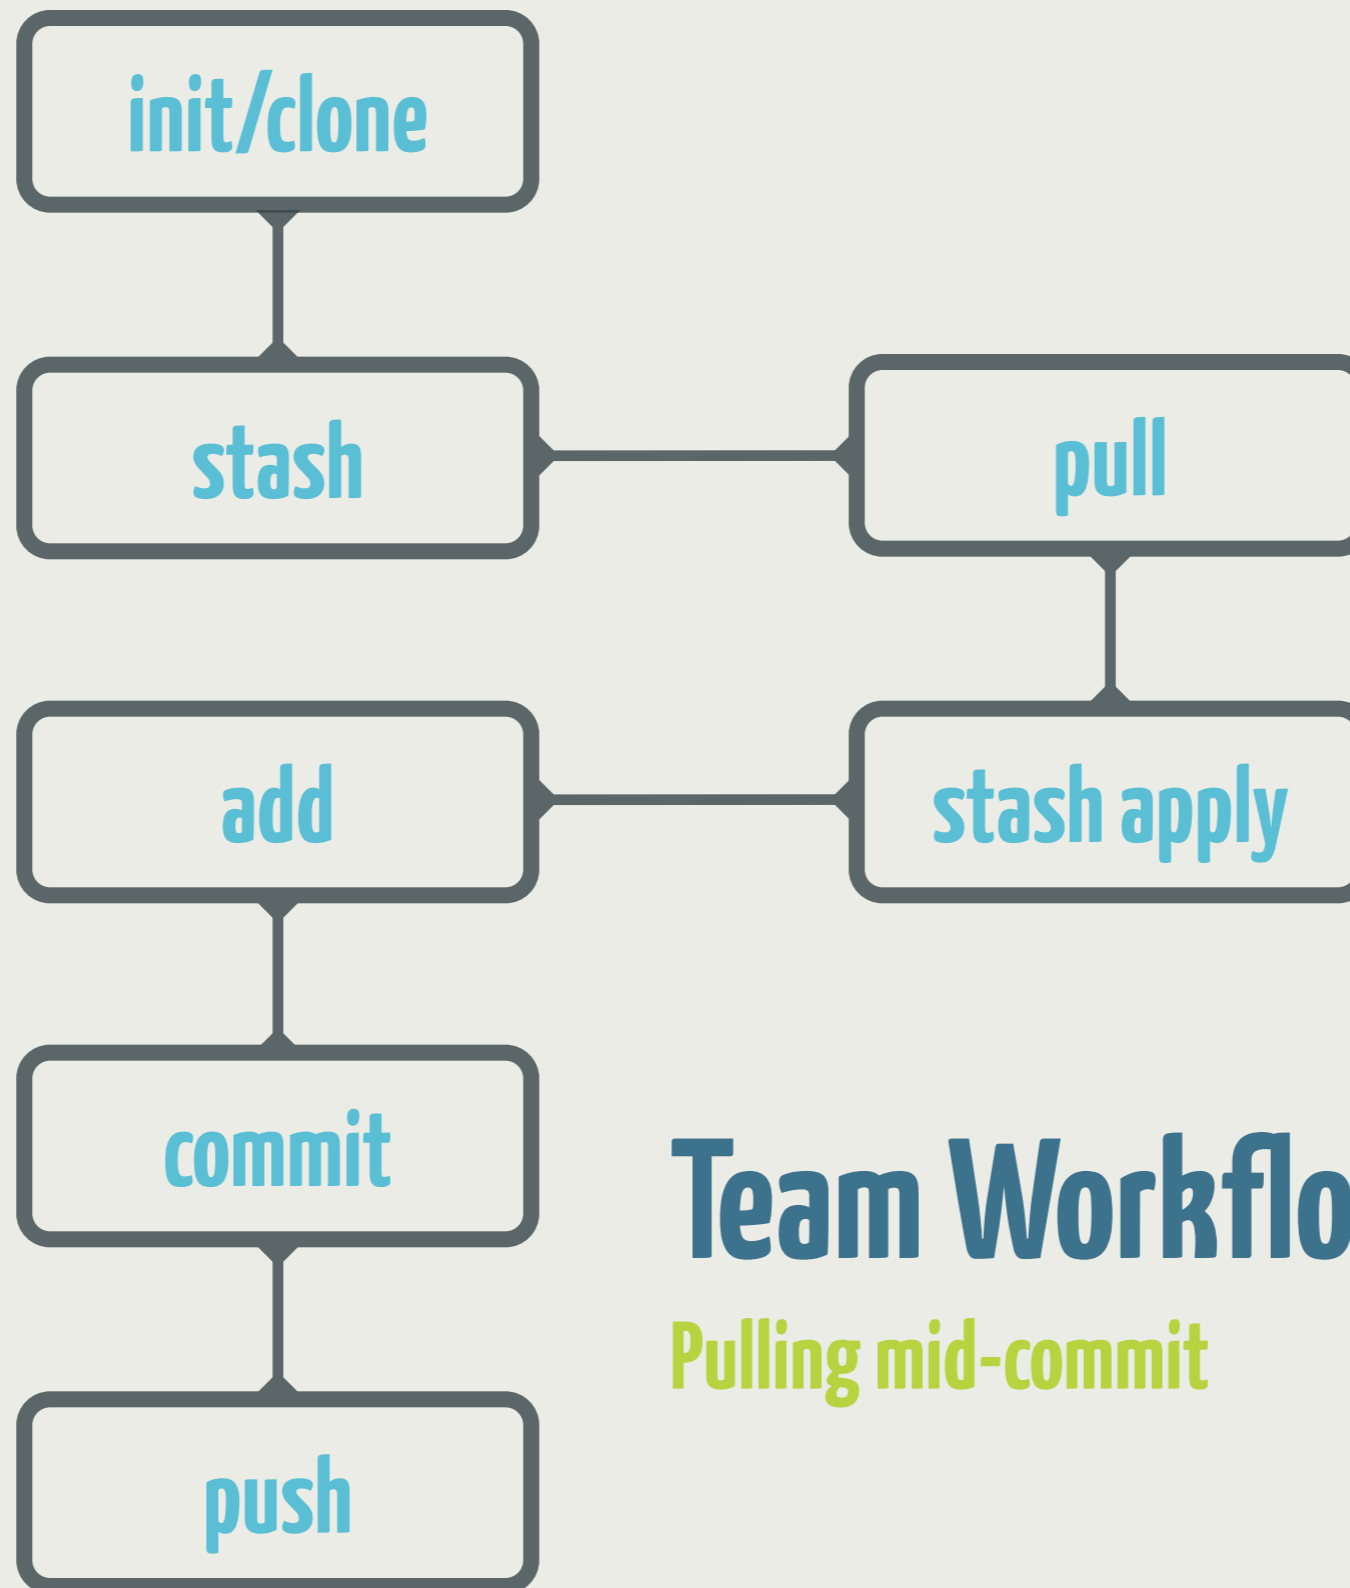 init/clone
stash
pull
add
stash apply
commit
Team Workflo
Pulling mid-commit
push